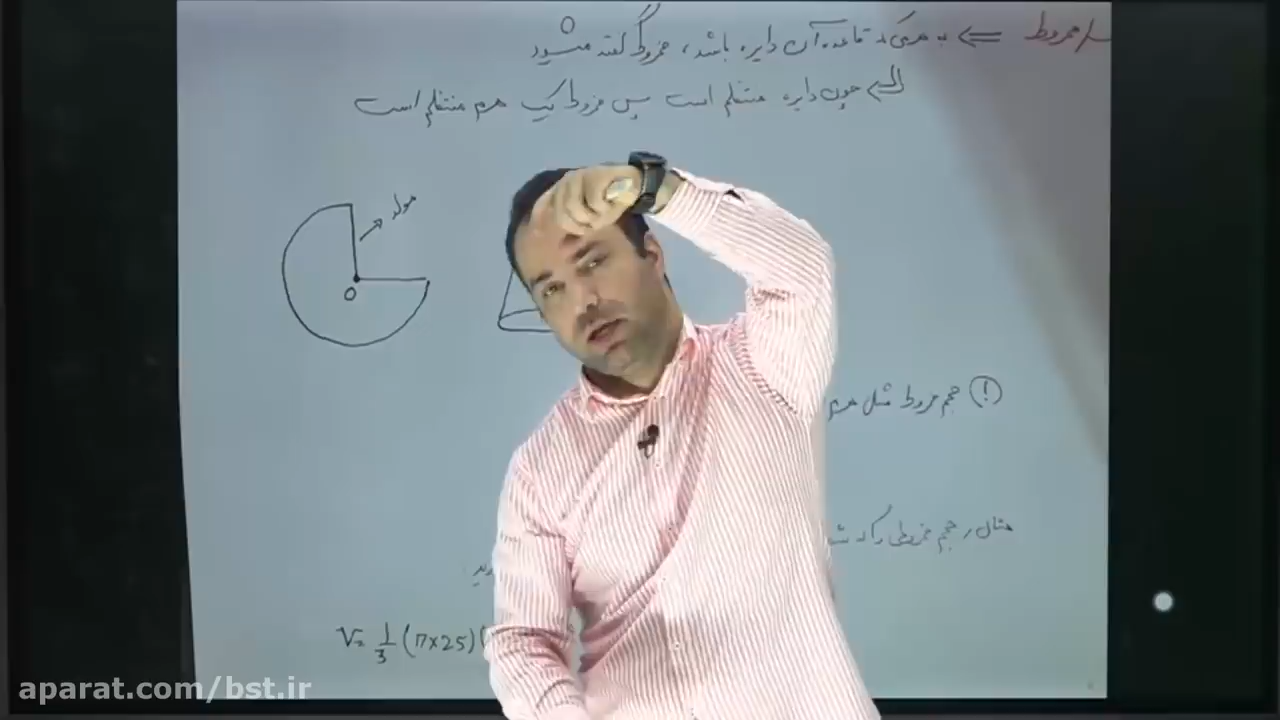 مخروط ⇐ به هرمی که قاعده آن دایره باشد، مخروط گفته میشود
چون دایره منتظم است پس مخروط یک هرم منتظم است
مولد
O
① حجم مخروط مثل هرم
مثال، حجم مخروطی را که
V= 1/3 (π×25)(
aparat.com/bst.ir